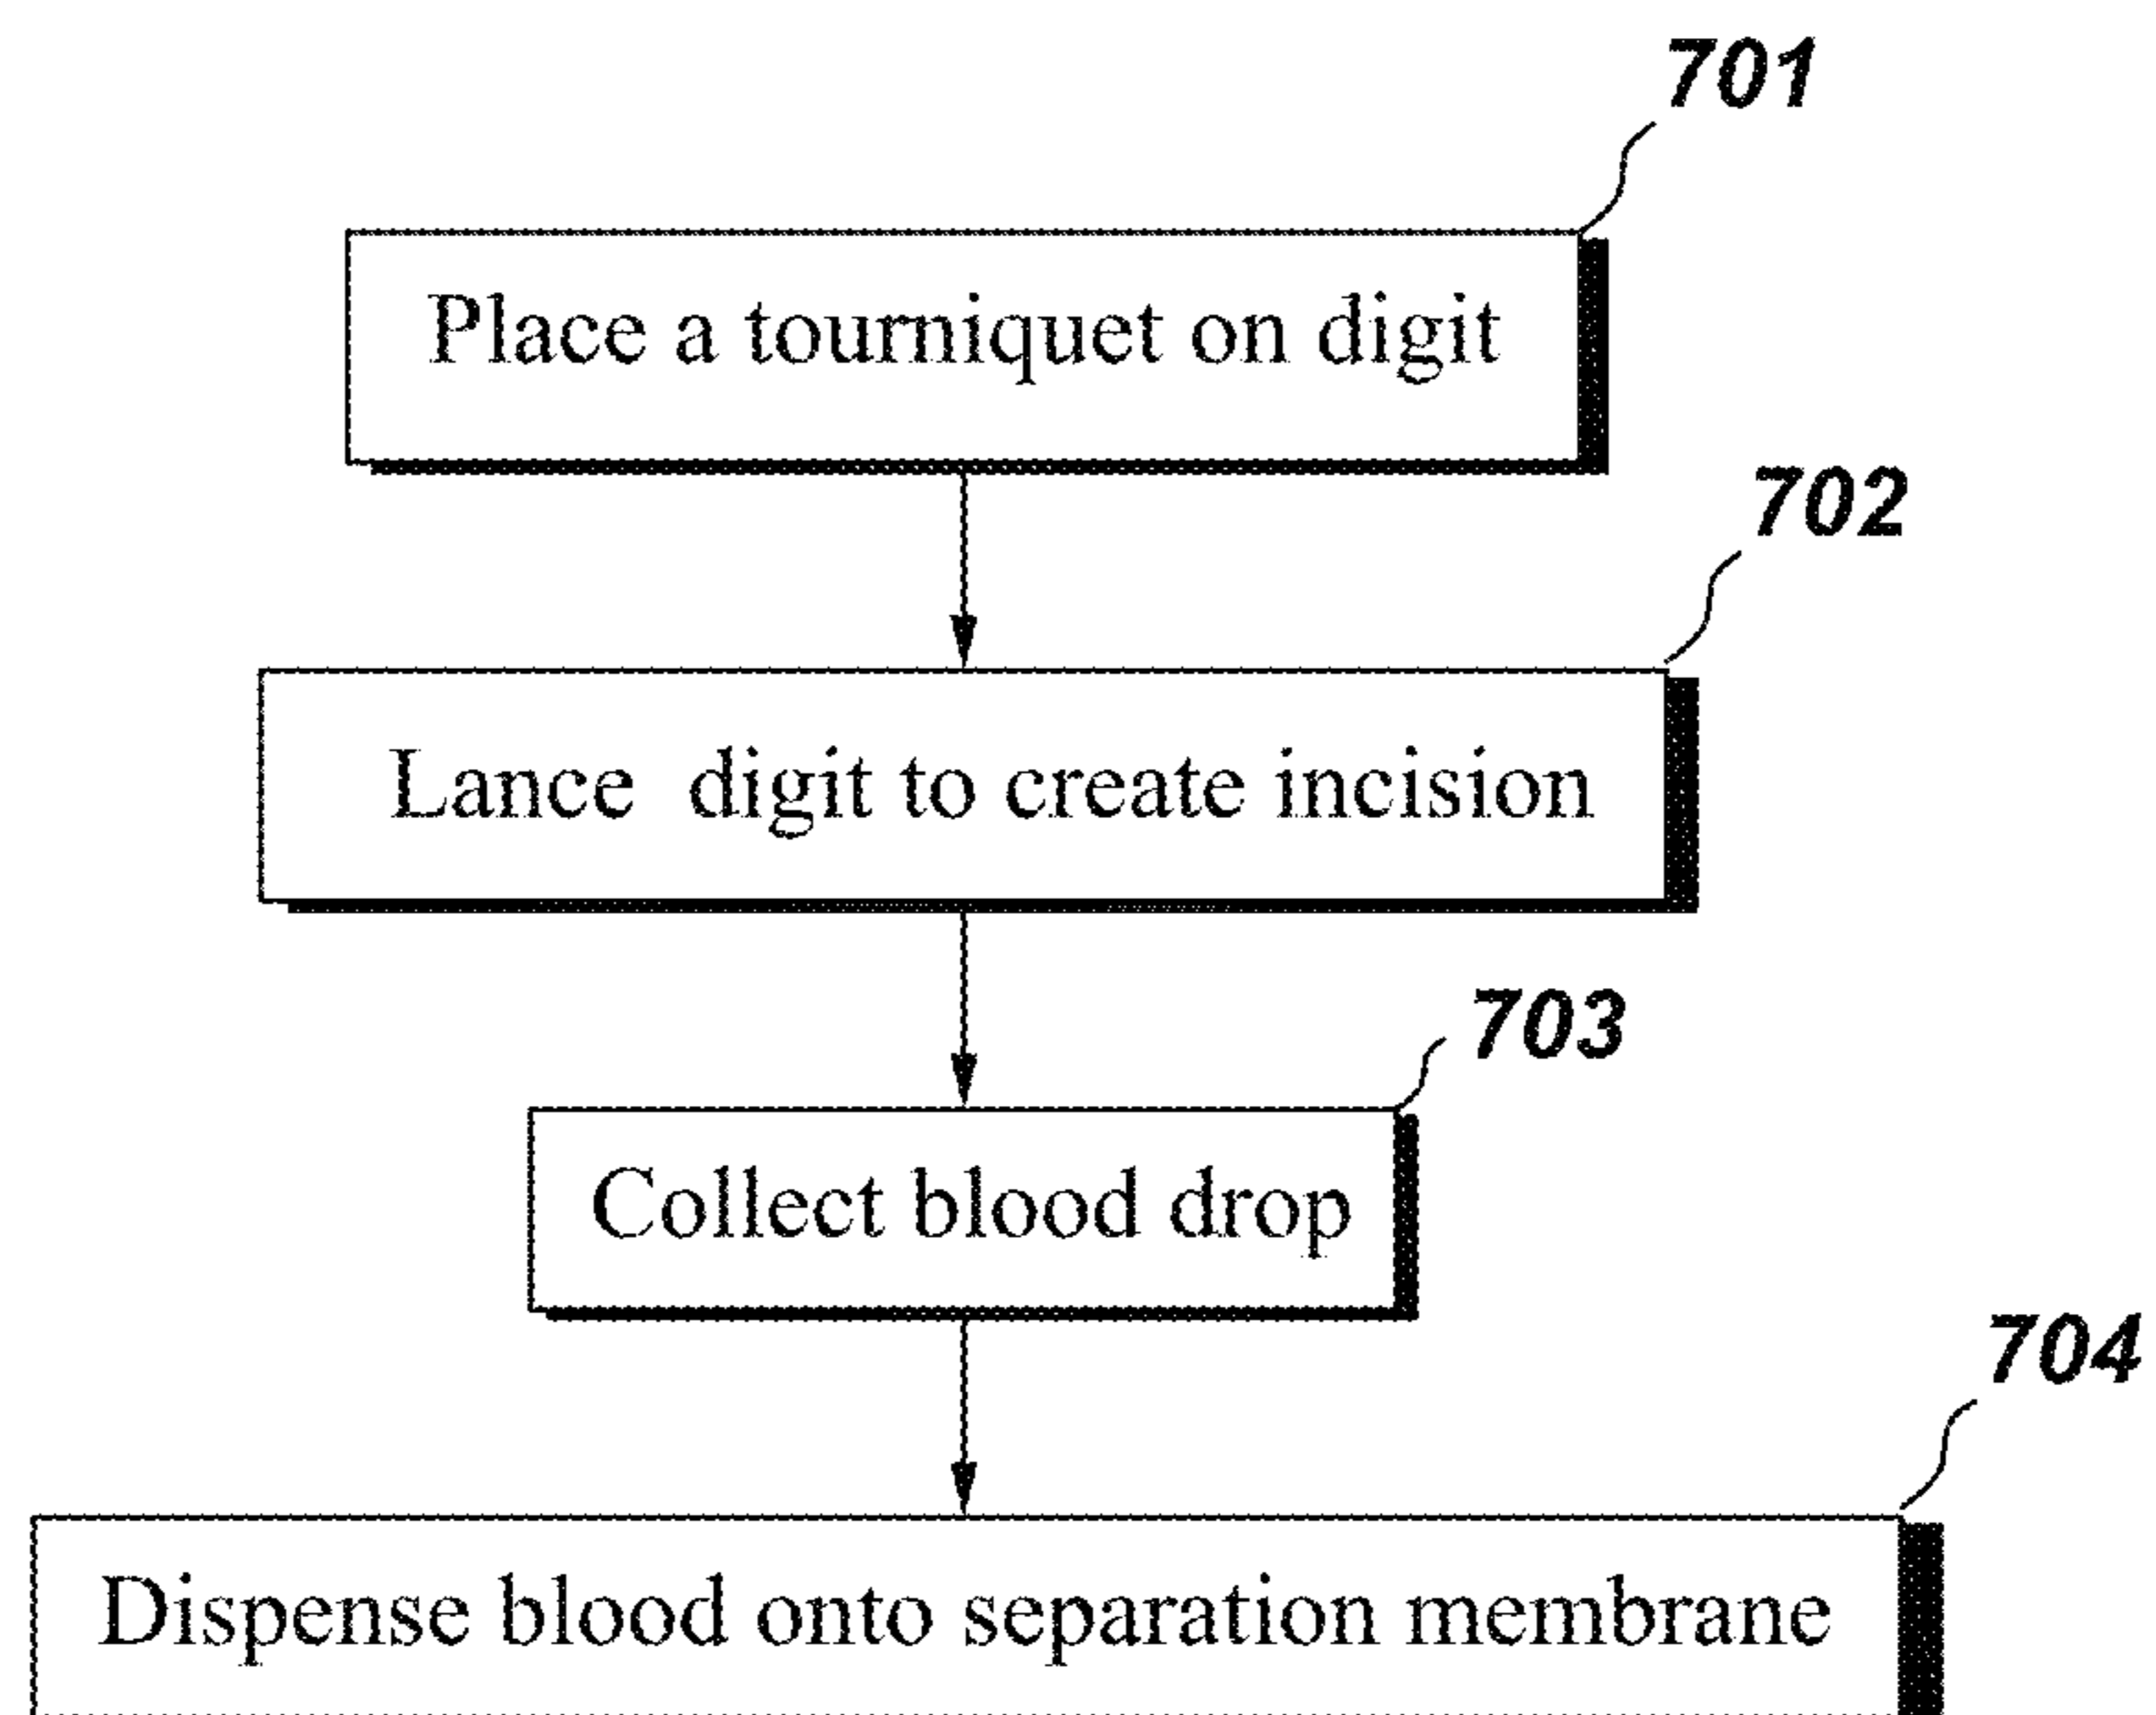 701
Place a tourniquet on digit
702
Lance digit to create incision
703
Collect blood drop
704
Dispense blood onto separation membrane